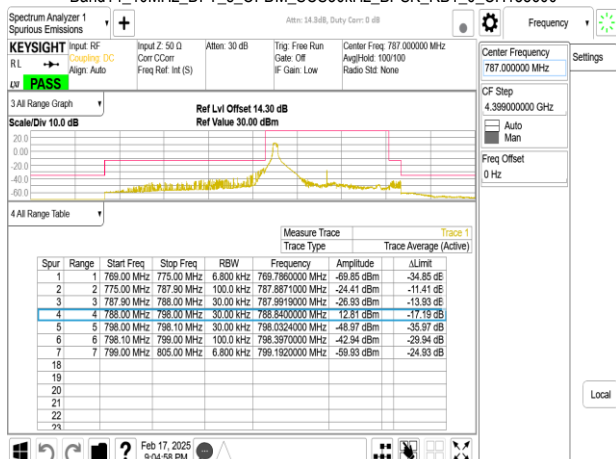 Spectrum Analyzer 1
Spurious Emissions
Attn: 14.3dB, Duty Corr: 0 dB
Frequency
KEYSIGHT Input: RF
Coupling: DC
Align: Auto
Input Z: 50 Ω
Corr CCorr
Freq Ref: Int (S)
Atten: 30 dB
Trig: Free Run
Gate: Off
IF Gain: Low
Center Freq: 787.000000 MHz
Avg|Hold: 100/100
Radio Std: None
RL
LXI PASS
Center Frequency
787.000000 MHz
Settings
CF Step
4.399000000 GHz
Auto
Man
Freq Offset
0 Hz
3 All Range Graph
Scale/Div 10.0 dB
Ref Lvl Offset 14.30 dB
Ref Value 30.00 dBm
20.0
0.00
-20.0
-40.0
-60.0
4 All Range Table
Measure Trace Trace 1
Trace Type Trace Average (Active)
Spur Range Start Freq Stop Freq RBW Frequency Amplitude ΔLimit
1 1 769.00 MHz 775.00 MHz 6.800 kHz 769.7860000 MHz -69.85 dBm -34.85 dB
2 2 775.00 MHz 787.90 MHz 100.0 kHz 787.8871000 MHz -24.41 dBm -11.41 dB
3 3 787.90 MHz 788.00 MHz 30.00 kHz 787.9919000 MHz -26.93 dBm -13.93 dB
4 4 788.00 MHz 798.00 MHz 30.00 kHz 788.8400000 MHz 12.81 dBm -17.19 dB
5 5 798.00 MHz 798.10 MHz 30.00 kHz 798.0324000 MHz -48.97 dBm -35.97 dB
6 6 798.10 MHz 799.00 MHz 100.0 kHz 798.3970000 MHz -42.94 dBm -29.94 dB
7 7 799.00 MHz 805.00 MHz 6.800 kHz 799.1920000 MHz -59.93 dBm -24.93 dB
18
19
20
21
22
23
Local
Feb 17, 2025
9:04:58 PM